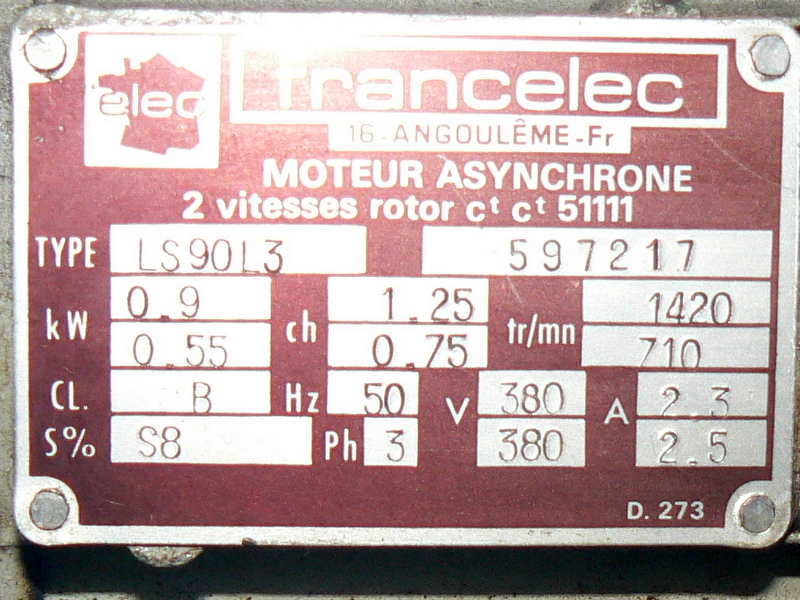 elec francelec
16-ANGOULÊME-Fr
MOTEUR ASYNCHRONE
2 vitesses rotor cᵗ cᵗ 51111
TYPE LS90L3 597217
kW 0.9 ch 1.25 tr/mn 1420
0.55 0.75 710
CL. B Hz 50 V 380 A 2.3
S% S8 Ph 3 380 2.5
D. 273